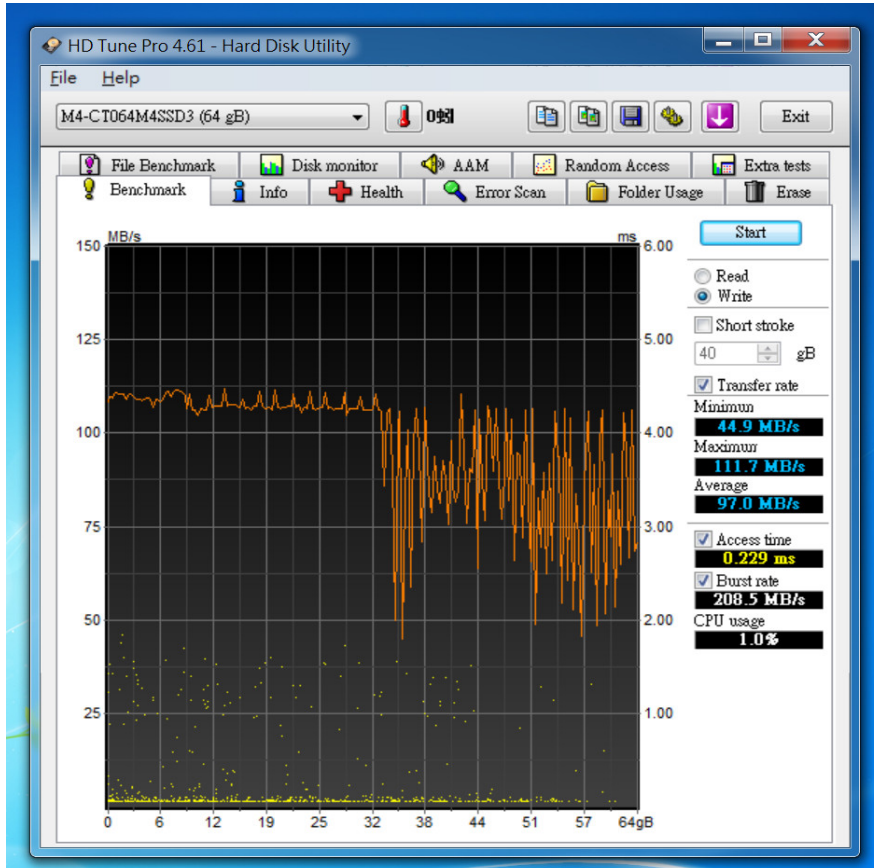 HD Tune Pro 4.61 - Hard Disk Utility
File Help
M4-CT064M4SSD3 (64 gB)
Exit
File Benchmark Disk monitor AAM Random Access Extra tests
Benchmark Info Health Error Scan Folder Usage Erase
Start
Read
Write
Short stroke
40 gB
Transfer rate
Minimun
44.9 MB/s
Maximun
111.7 MB/s
Average
97.0 MB/s
Access time
0.229 ms
Burst rate
208.5 MB/s
CPU usage
1.0%
MB/s ms
150 6.00
125 5.00
100 4.00
75 3.00
50 2.00
25 1.00
0 6 12 19 25 32 38 44 51 57 64gB